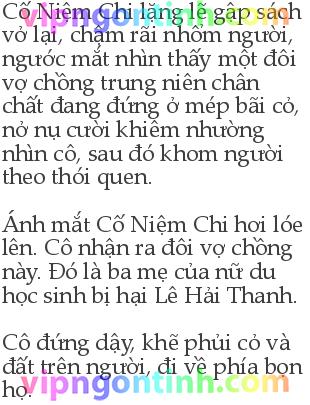 Cố Niệm Chi lặng lẽ gập sách
vở lại, chậm rãi nhổm người,
ngước mắt nhìn thấy một đôi
vợ chồng trung niên chân
chất đang đứng ở mép bãi cỏ,
nở nụ cười khiêm nhường
nhìn cô, sau đó khom người
theo thói quen.
Ánh mắt Cố Niệm Chi hơi lóe
lên. Cô nhận ra đôi vợ chồng
này. Đó là ba mẹ của nữ du
học sinh bị hại Lê Hải Thanh.
Cô đứng dậy, khẽ phủi cỏ và
đất trên người, đi về phía bọn
họ.
vipngontinh.com
vipngontinh.com
vipngontinh.com